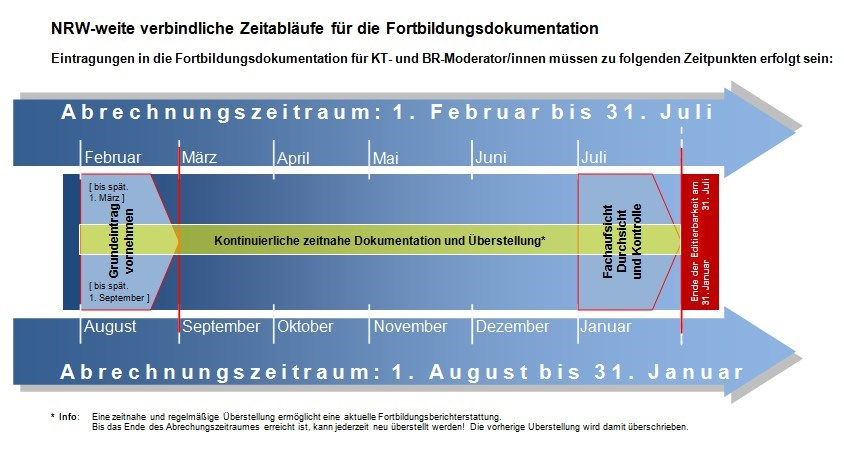 NRW-weite verbindliche Zeitabläufe für die Fortbildungsdokumentation
Eintragungen in die Fortbildungsdokumentation für KT- und BR-Moderator/innen müssen zu folgenden Zeitpunkten erfolgt sein:
Abrechnungszeitraum: 1. Februar bis 31. Juli
Februar März April Mai Juni Juli
[ bis spät.
1. März ]
Grundeintrag
vornehmen
Kontinuierliche zeitnahe Dokumentation und Überstellung*
Fachaufsicht
Durchsicht
und Kontrolle
Ende der Editierbarkeit am
31. Januar 31. Juli
[ bis spät.
1. September ]
August September Oktober November Dezember Januar
Abrechnungszeitraum: 1. August bis 31. Januar
* Info: Eine zeitnahe und regelmäßige Überstellung ermöglicht eine aktuelle Fortbildungsberichterstattung.
Bis das Ende des Abrechungszeitraumes erreicht ist, kann jederzeit neu überstellt werden! Die vorherige Überstellung wird damit überschrieben.